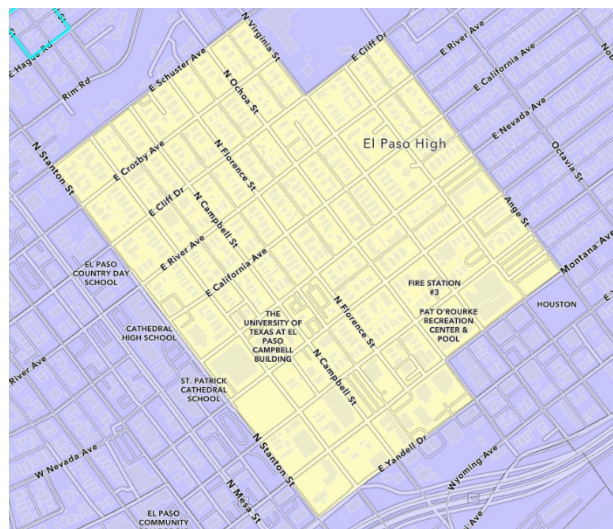 St
St
E Hague Rd
Rim Rd
E Schuster Ave
N Virginia St
E Cliff Dr
E River Ave
E California Ave
E Nevada Ave
N Ochoa St
El Paso High
Octavia St
N Stanton St
E Crosby Ave
N Florence St
E Cliff Dr
N Campbell St
E River Ave
E California Ave
Ange St
Montana Ave
EL PASO
COUNTRY DAY
SCHOOL
FIRE STATION
#3
HOUSTON
CATHEDRAL
HIGH SCHOOL
THE
UNIVERSITY OF
TEXAS AT EL
PASO
CAMPBELL
BUILDING
N Florence St
PAT O'ROURKE
RECREATION
CENTER &
POOL
River Ave
ST. PATRICK
CATHEDRAL
SCHOOL
N Campbell St
W Nevada Ave
N Stanton St
E Yandell Dr
Wyoming Ave
N Mesa St
EL PASO
COMMUNITY
Ave